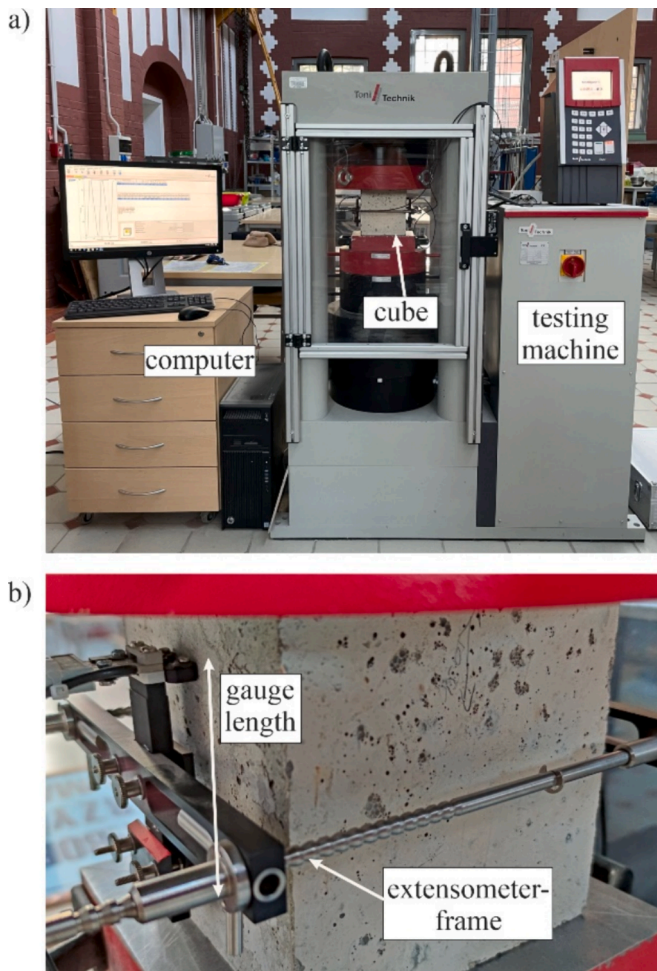 a)
Toni Technik
cube
computer
testing
machine
b)
gauge
length
extensometer-
frame